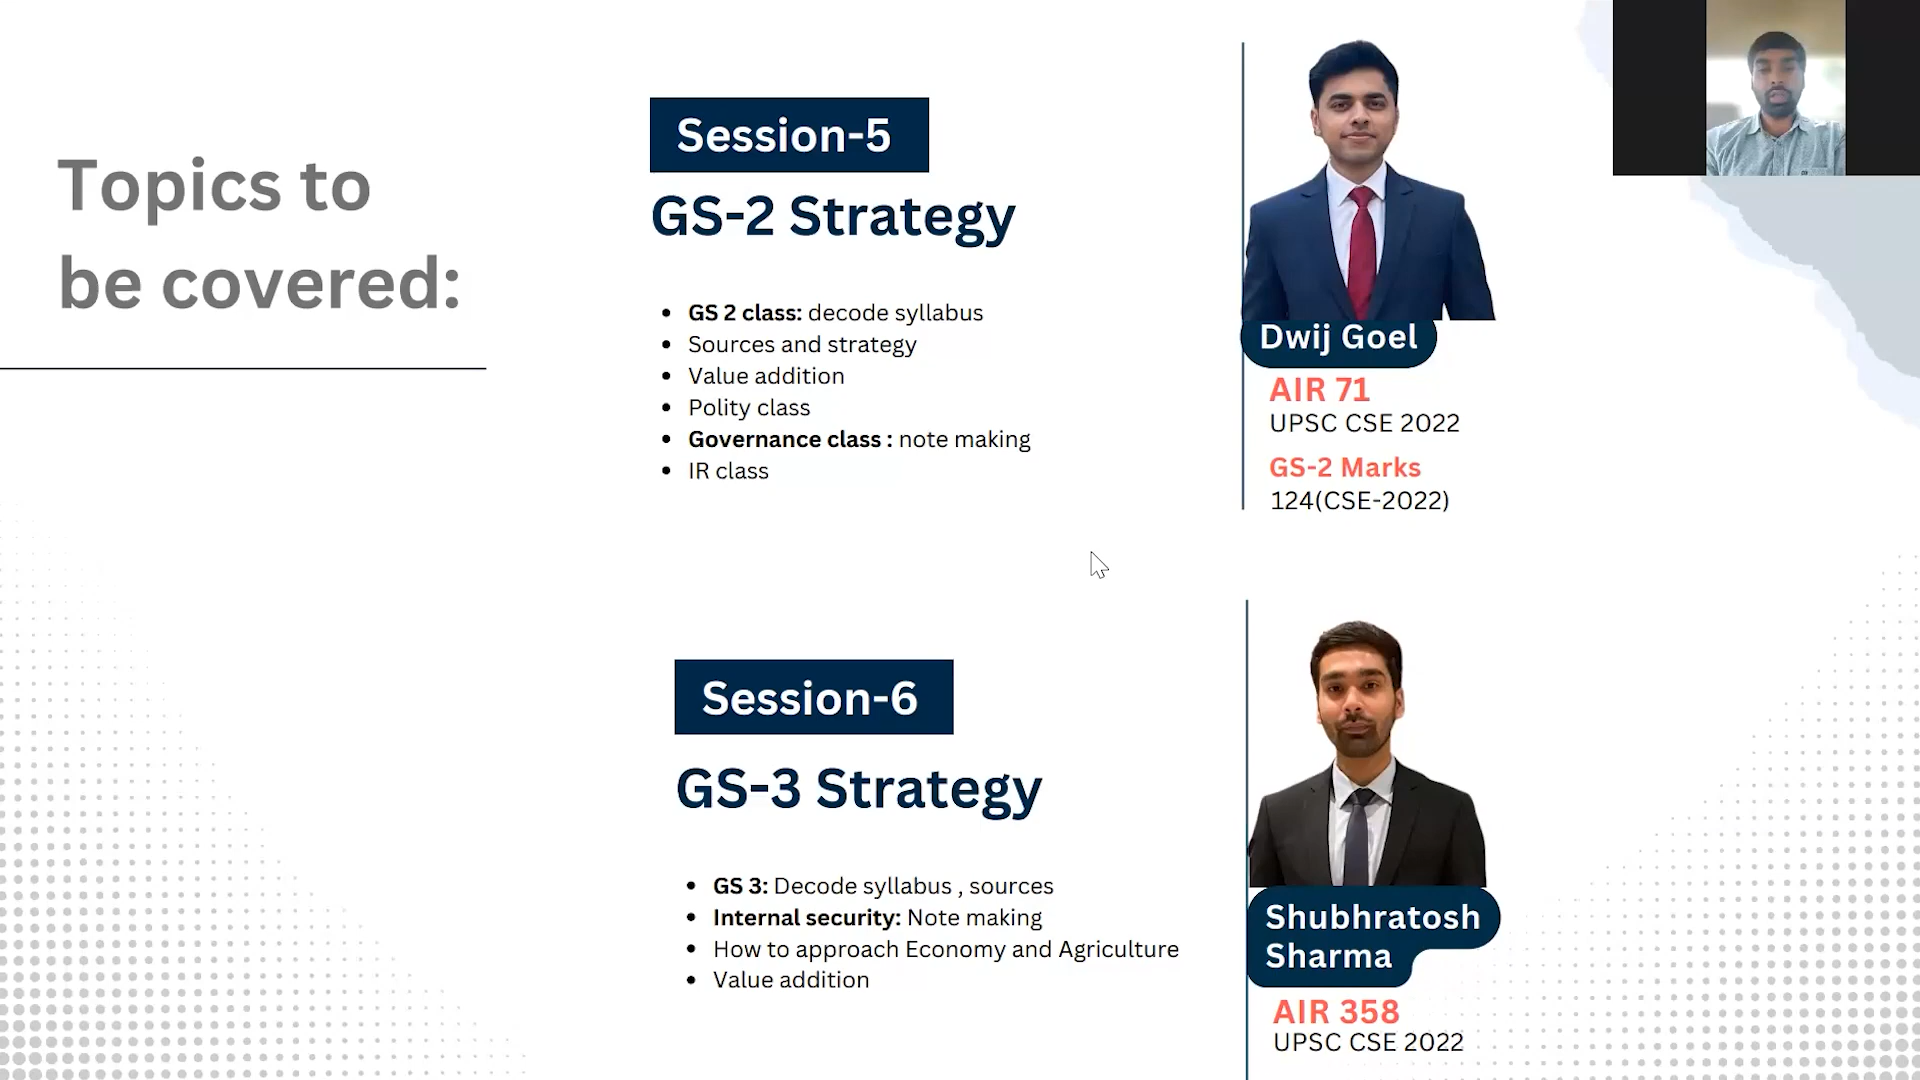 Topics to
be covered:
Session-5
GS-2 Strategy
GS 2 class: decode syllabus
Sources and strategy
Value addition
Polity class
Governance class : note making
IR class
Dwij Goel
AIR 71
UPSC CSE 2022
GS-2 Marks
124(CSE-2022)
Session-6
GS-3 Strategy
GS 3: Decode syllabus , sources
Internal security: Note making
How to approach Economy and Agriculture
Value addition
Shubhratosh
Sharma
AIR 358
UPSC CSE 2022